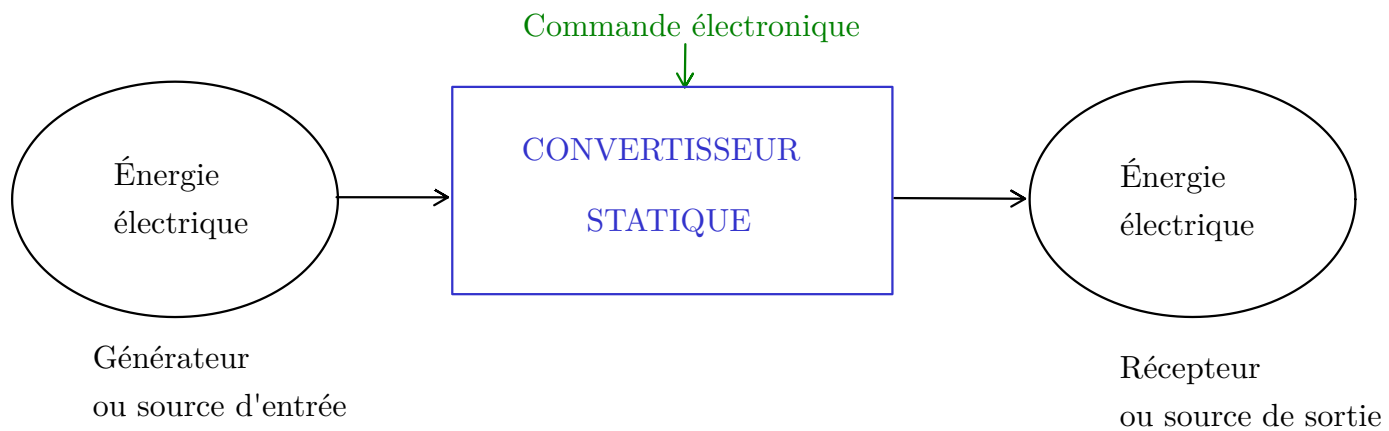 Commande électronique
CONVERTISSEUR
STATIQUE
Énergie
électrique
Énergie
électrique
Générateur
ou source d'entrée
Récepteur
ou source de sortie